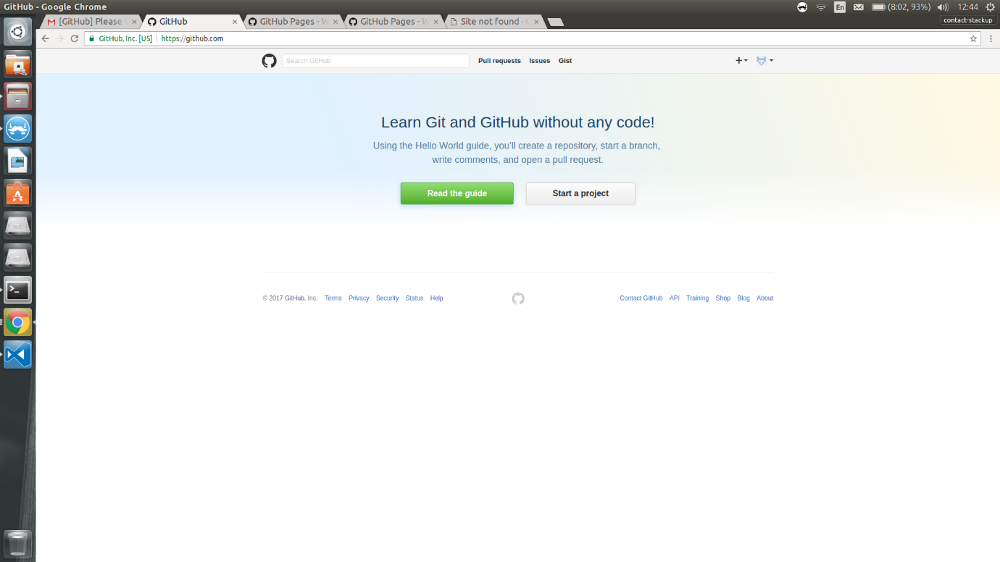 GitHub - Google Chrome
En
(8:02, 93%)
12:44
[GitHub] Please
GitHub
GitHub Pages - W
GitHub Pages - W
Site not found ·
contact-stackup
GitHub, Inc. [US]
https://github.com
Search GitHub
Pull requests
Issues
Gist
Learn Git and GitHub without any code!
Using the Hello World guide, you’ll create a repository, start a branch,
write comments, and open a pull request.
Read the guide
Start a project
© 2017 GitHub, Inc.
Terms
Privacy
Security
Status
Help
Contact GitHub
API
Training
Shop
Blog
About